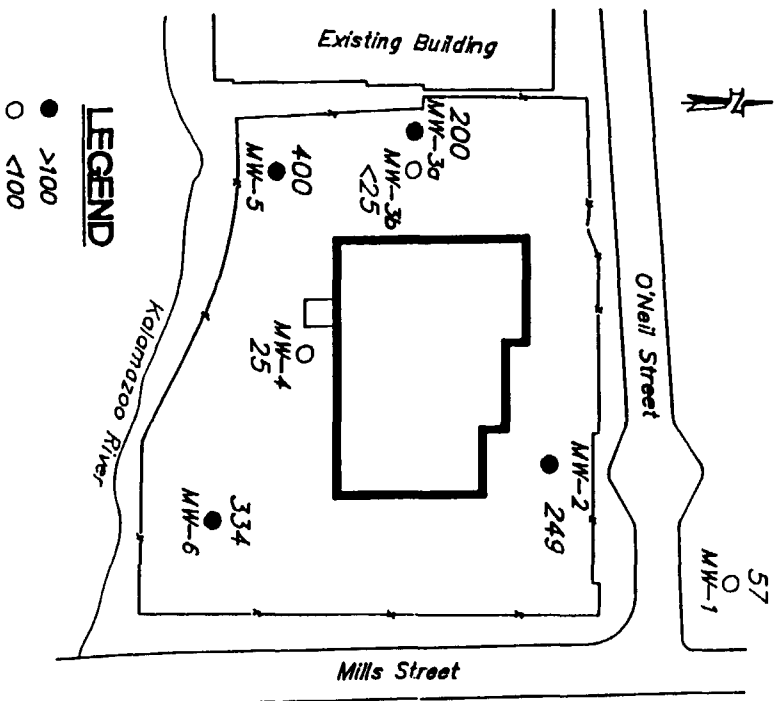 Existing Building
N
200
MW-3a
MW-3b
<25
400
MW-5
LEGEND
>100
<100
O'Neil Street
Kalamazoo River
MW-4
25
MW-2
249
334
MW-6
57
MW-1
Mills Street